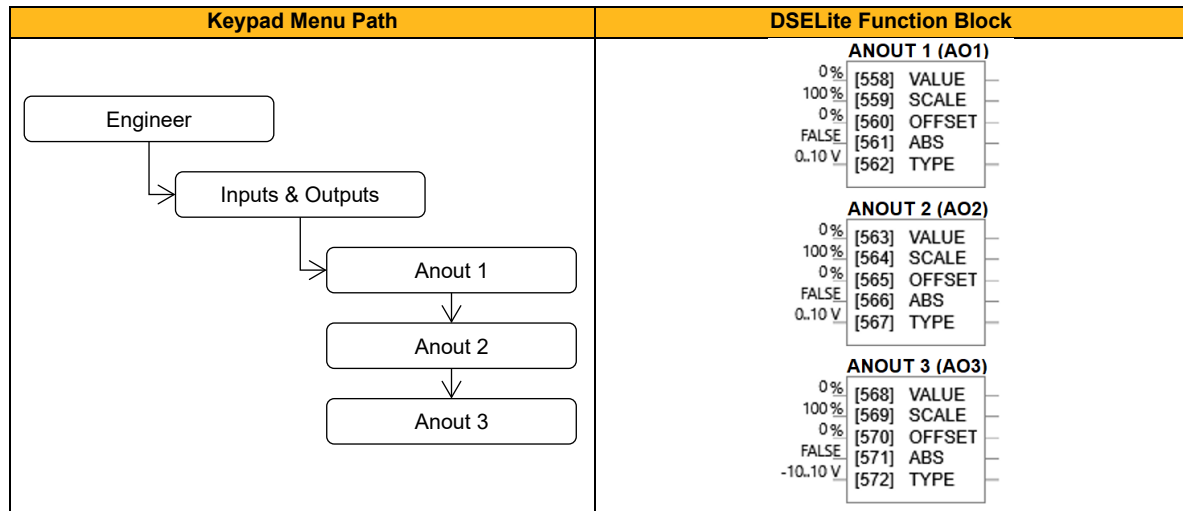 Keypad Menu Path
DSELite Function Block
Engineer
Inputs & Outputs
Anout 1
Anout 2
Anout 3
ANOUT 1 (AO1)
0% [558] VALUE
100% [559] SCALE
0% [560] OFFSET
FALSE [561] ABS
0..10 V [562] TYPE
ANOUT 2 (AO2)
0% [563] VALUE
100% [564] SCALE
0% [565] OFFSET
FALSE [566] ABS
0..10 V [567] TYPE
ANOUT 3 (AO3)
0% [568] VALUE
100% [569] SCALE
0% [570] OFFSET
FALSE [571] ABS
-10..10 V [572] TYPE